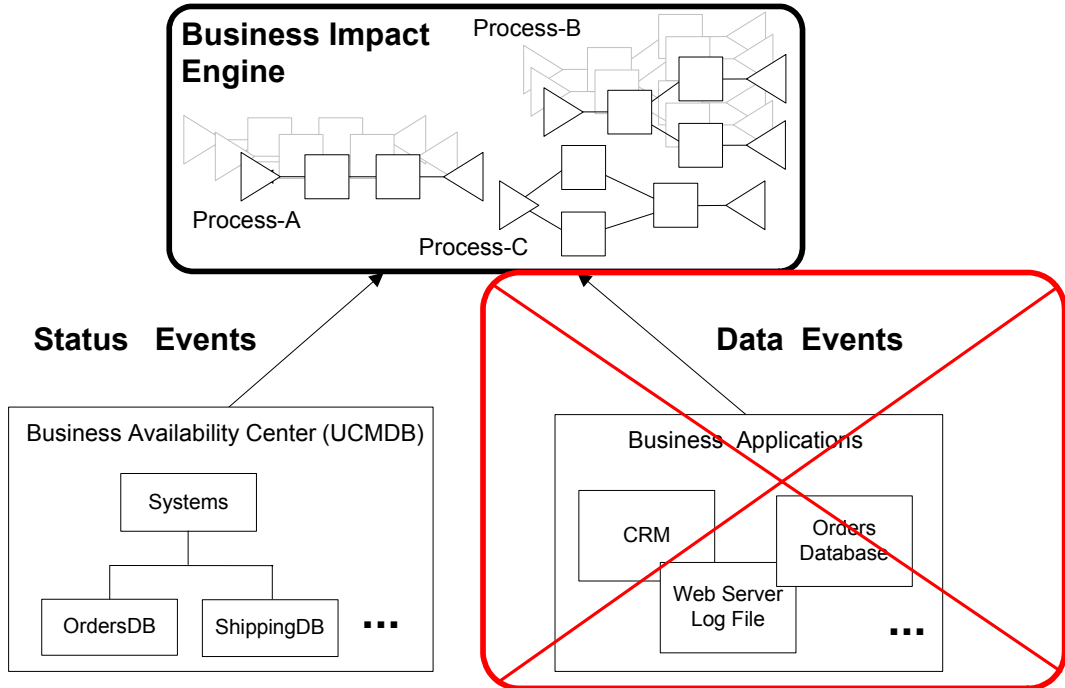 Business Impact
Engine
Process-B
Process-A
Process-C
Status Events
Data Events
Business Availability Center (UCMDB)
Systems
OrdersDB
ShippingDB
...
Business Applications
CRM
Orders
Database
Web Server
Log File
...